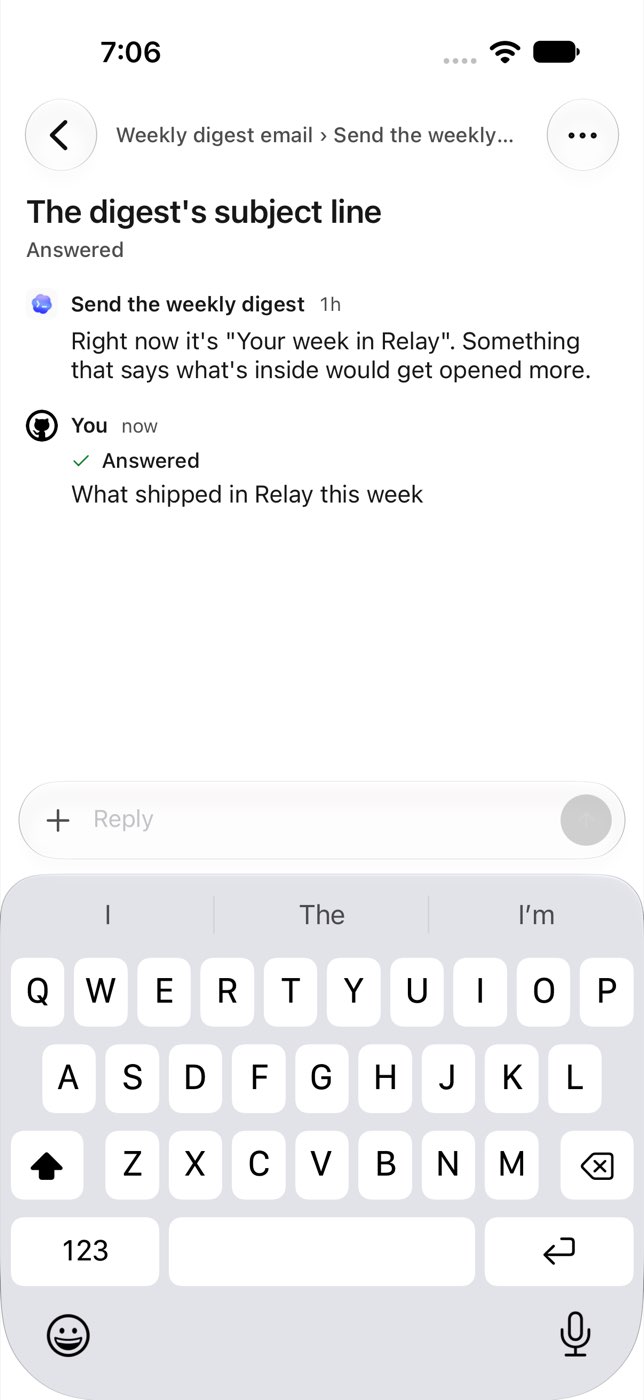 7:06
Weekly digest email › Send the weekly...
The digest's subject line
Answered
Send the weekly digest 1h
Right now it's "Your week in Relay". Something
that says what's inside would get opened more.
You now
Answered
What shipped in Relay this week
Reply
I The I’m
Q W E R T Y U I O P
A S D F G H J K L
Z X C V B N M
123